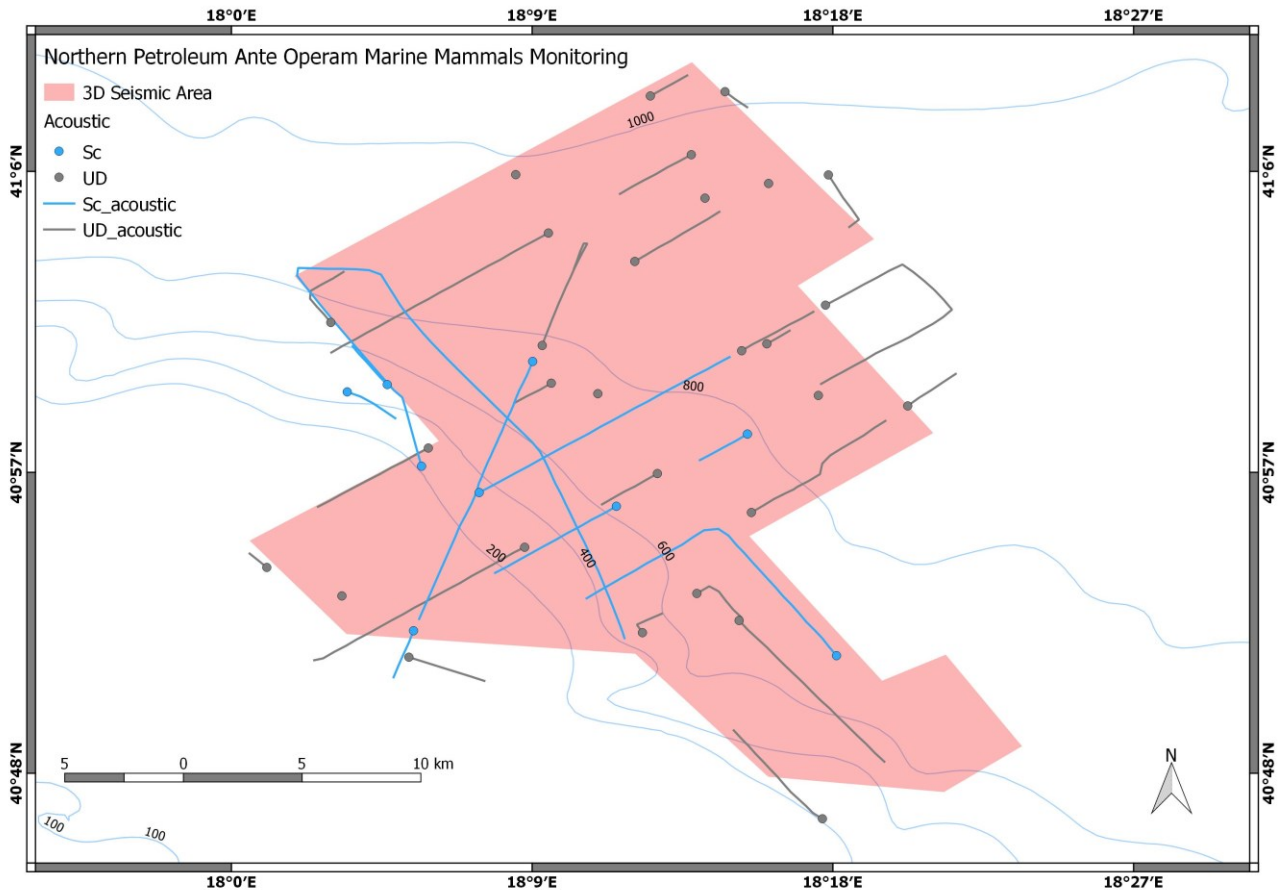 18°0′E 18°9′E 18°18′E 18°27′E
Northern Petroleum Ante Operam Marine Mammals Monitoring
3D Seismic Area
Acoustic
Sc
UD
Sc_acoustic
UD_acoustic
1000
41°6′N 41°6′N
800
40°57′N 40°57′N
200 400 600
N
5 0 5 10 km
40°48′N 40°48′N
100 100
18°0′E 18°9′E 18°18′E 18°27′E